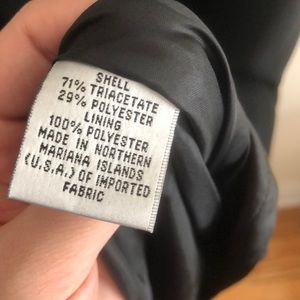 SHELL
71% TRIACETATE
29% POLYESTER
LINING
100% POLYESTER
MADE IN NORTHERN
MARIANA ISLANDS
(U.S.A.) OF IMPORTED
FABRIC